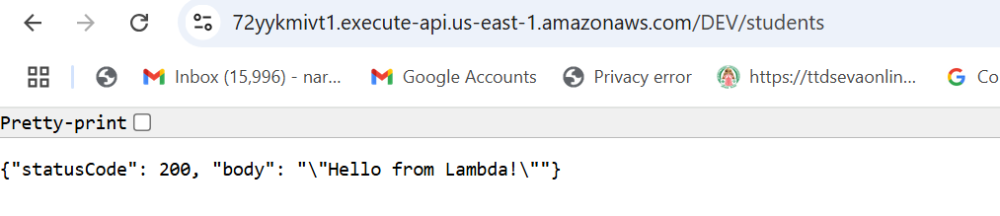 72yykmivt1.execute-api.us-east-1.amazonaws.com/DEV/students
Inbox (15,996) - nar... Google Accounts Privacy error https://ttdsevaonlin... Co
Pretty-print
{"statusCode": 200, "body": "\"Hello from Lambda!\""}